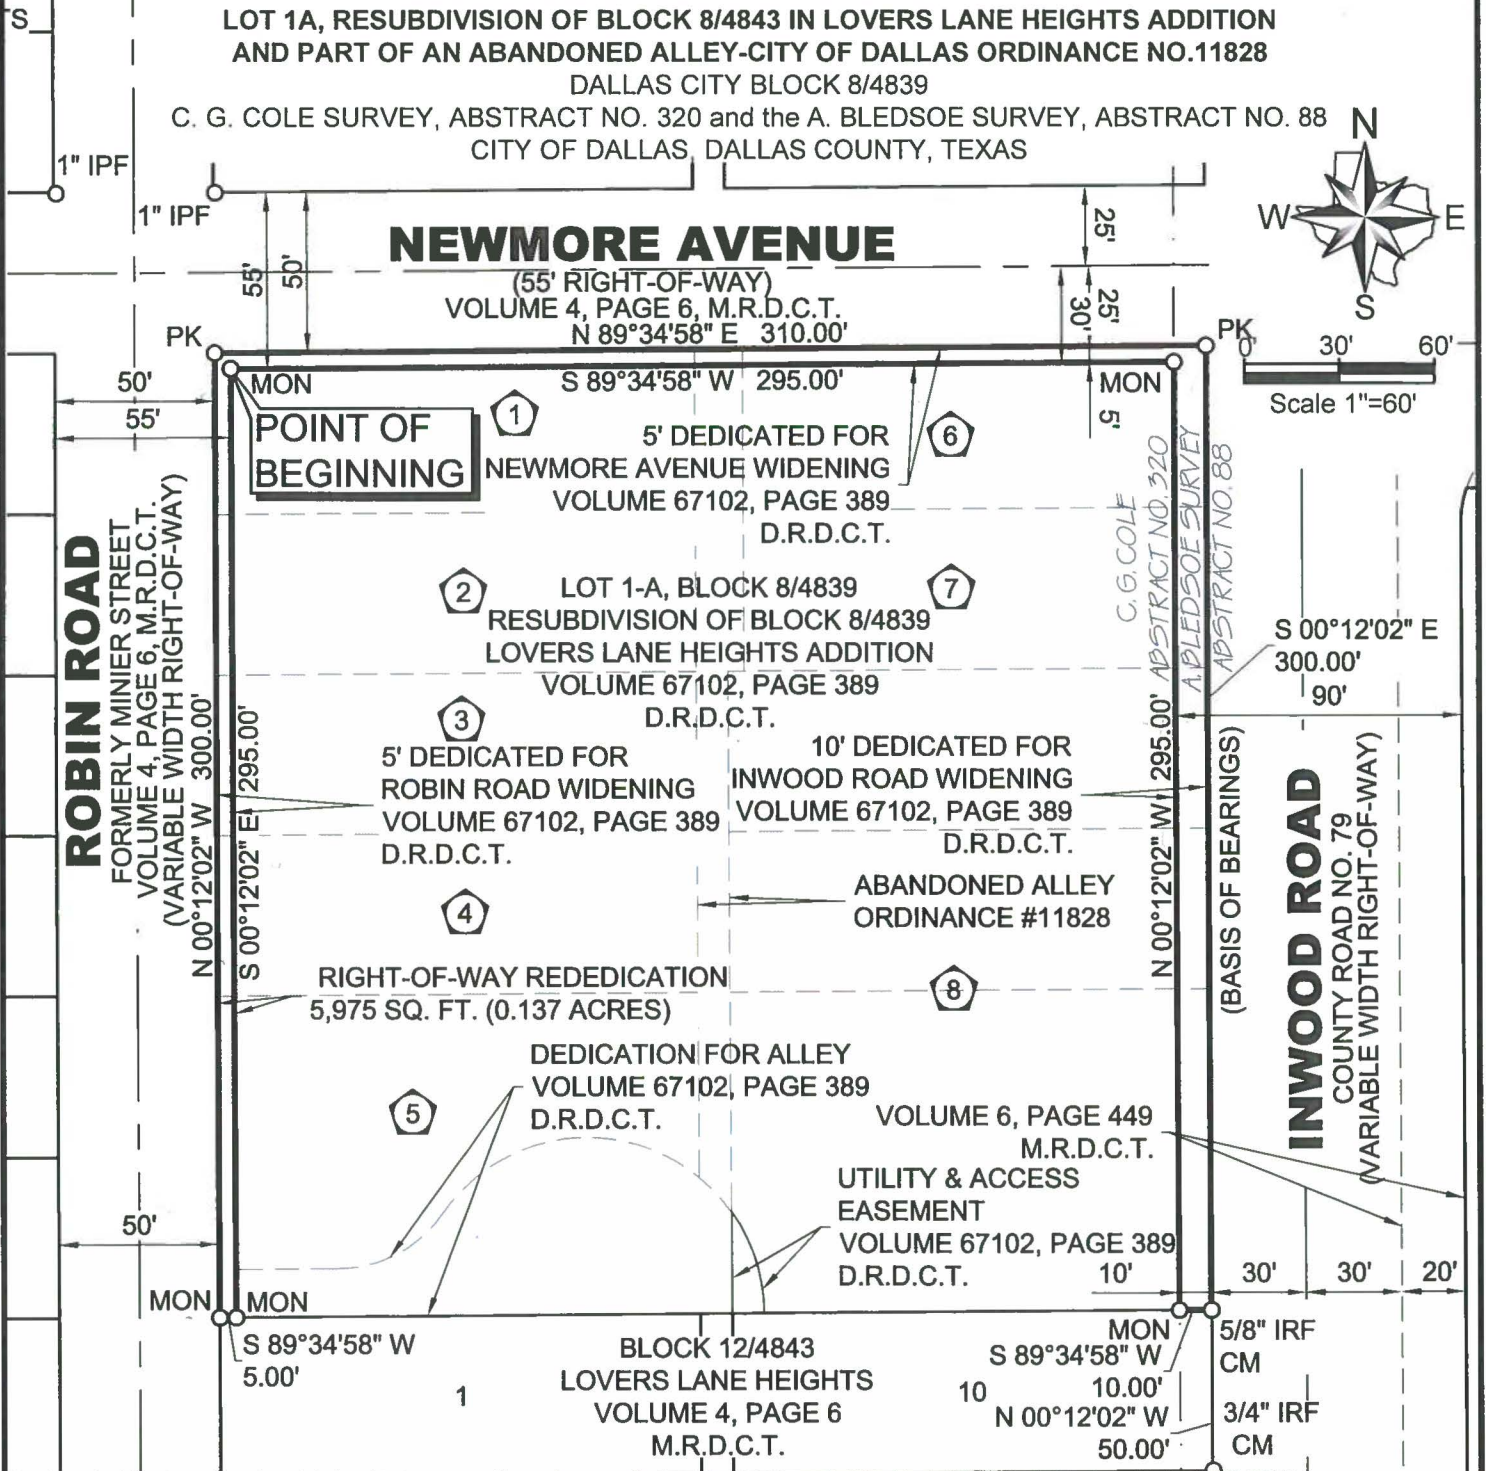 TS
LOT 1A, RESUBDIVISION OF BLOCK 8/4843 IN LOVERS LANE HEIGHTS ADDITION
AND PART OF AN ABANDONED ALLEY-CITY OF DALLAS ORDINANCE NO.11828
DALLAS CITY BLOCK 8/4839
C. G. COLE SURVEY, ABSTRACT NO. 320 and the A. BLEDSOE SURVEY, ABSTRACT NO. 88
CITY OF DALLAS, DALLAS COUNTY, TEXAS
N
W
E
S
1" IPF
1" IPF
55'
50'
25'
25'
30'
NEWMORE AVENUE
(55' RIGHT-OF-WAY)
VOLUME 4, PAGE 6, M.R.D.C.T.
N 89°34'58" E 310.00'
PK
PK
0'
30'
60'
Scale 1"=60'
50'
55'
MON
S 89°34'58" W 295.00'
MON
5'
POINT OF
BEGINNING
1
6
5' DEDICATED FOR
NEWMORE AVENUE WIDENING
VOLUME 67102, PAGE 389
D.R.D.C.T.
C.G.COLE
ABSTRACT NO.320
A.BLEDSOE SURVEY
ABSTRACT NO.88
2
7
LOT 1-A, BLOCK 8/4839
RESUBDIVISION OF BLOCK 8/4839
LOVERS LANE HEIGHTS ADDITION
VOLUME 67102, PAGE 389
D.R.D.C.T.
S 00°12'02" E
300.00'
90'
ROBIN ROAD
FORMERLY MINIER STREET
VOLUME 4, PAGE 6, M.R.D.C.T.
(VARIABLE WIDTH RIGHT-OF-WAY)
N 00°12'02" W 300.00'
S 00°12'02" E 295.00'
3
5' DEDICATED FOR
ROBIN ROAD WIDENING
VOLUME 67102, PAGE 389
D.R.D.C.T.
10' DEDICATED FOR
INWOOD ROAD WIDENING
VOLUME 67102, PAGE 389
D.R.D.C.T.
N 00°12'02" W 295.00'
(BASIS OF BEARINGS)
INWOOD ROAD
COUNTY ROAD NO. 79
(VARIABLE WIDTH RIGHT-OF-WAY)
4
ABANDONED ALLEY
ORDINANCE #11828
RIGHT-OF-WAY REDEDICATION
5,975 SQ. FT. (0.137 ACRES)
8
DEDICATION FOR ALLEY
VOLUME 67102, PAGE 389
D.R.D.C.T.
5
VOLUME 6, PAGE 449
M.R.D.C.T.
UTILITY & ACCESS
EASEMENT
VOLUME 67102, PAGE 389
D.R.D.C.T.
50'
10'
30'
30'
20'
MON
MON
S 89°34'58" W
5.00'
BLOCK 12/4843
LOVERS LANE HEIGHTS
VOLUME 4, PAGE 6
M.R.D.C.T.
1
10
MON
S 89°34'58" W
10.00'
N 00°12'02" W
50.00'
5/8" IRF
CM
3/4" IRF
CM